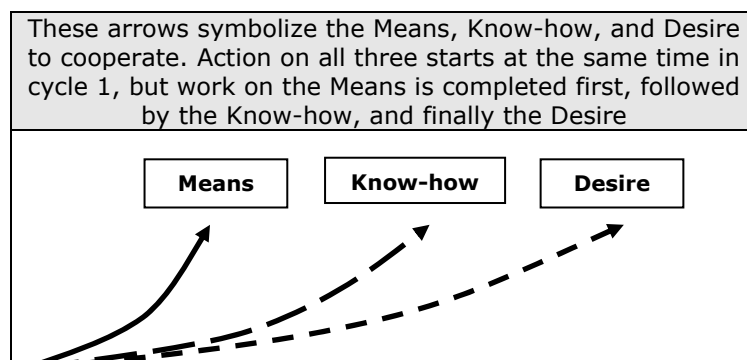 These arrows symbolize the Means, Know-how, and Desire
to cooperate. Action on all three starts at the same time in
cycle 1, but work on the Means is completed first, followed
by the Know-how, and finally the Desire
Means
Know-how
Desire